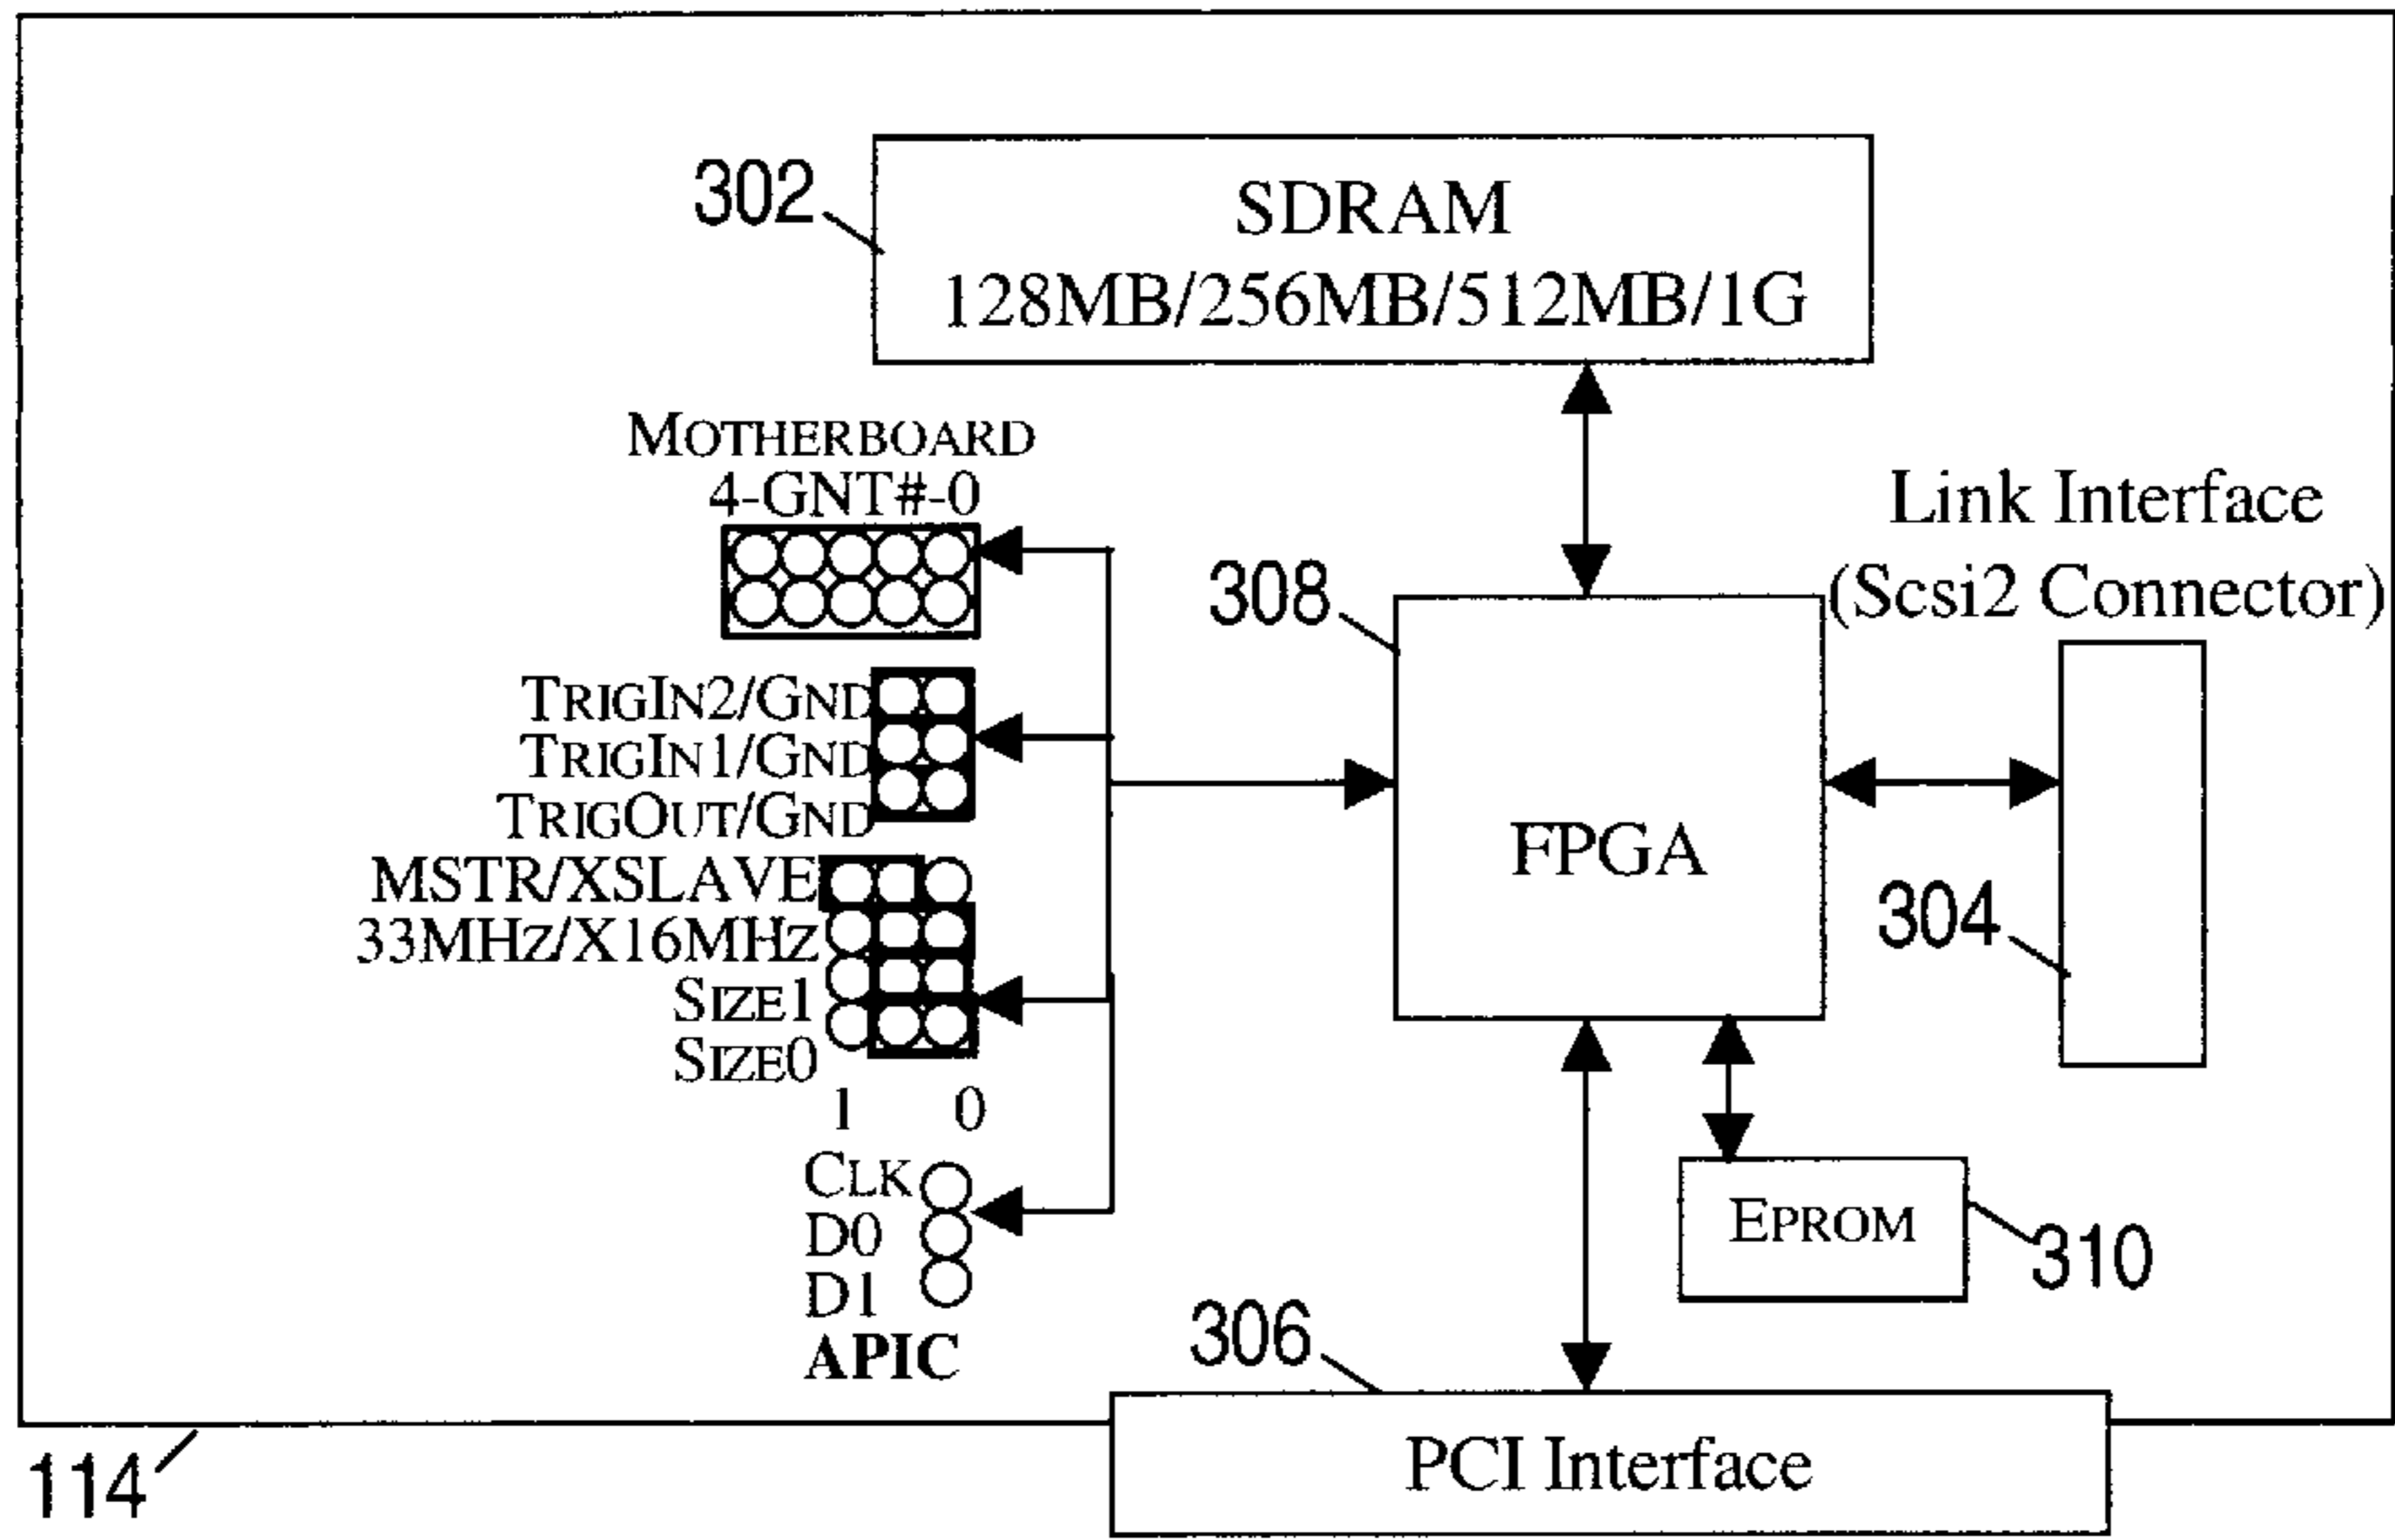 302
SDRAM
128MB/256MB/512MB/1G
MOTHERBOARD
4-GNT#-0
Link Interface
(Scsi2 Connector)
308
TRIGIN2/GND
TRIGIN1/GND
TRIGOUT/GND
FPGA
MSTR/XSLAVE
33MHZ/X16MHZ
304
SIZE1
SIZE0
1 0
CLK
D0
D1
APIC
EPROM
310
306
PCI Interface
114